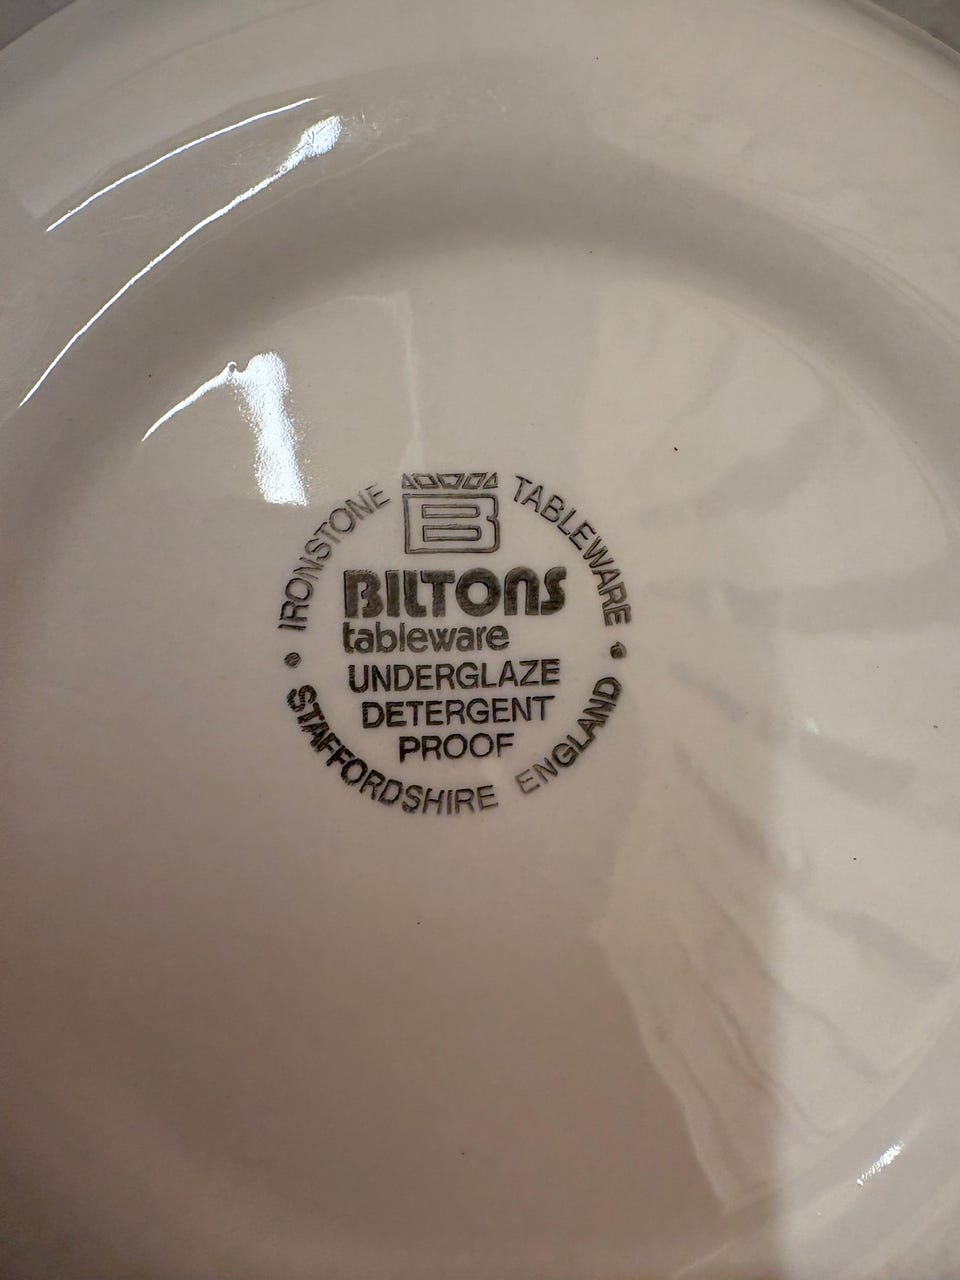 IRONSTONE TABLEWARE
B
BILTONS
tableware
UNDERGLAZE
DETERGENT
PROOF
STAFFORDSHIRE ENGLAND